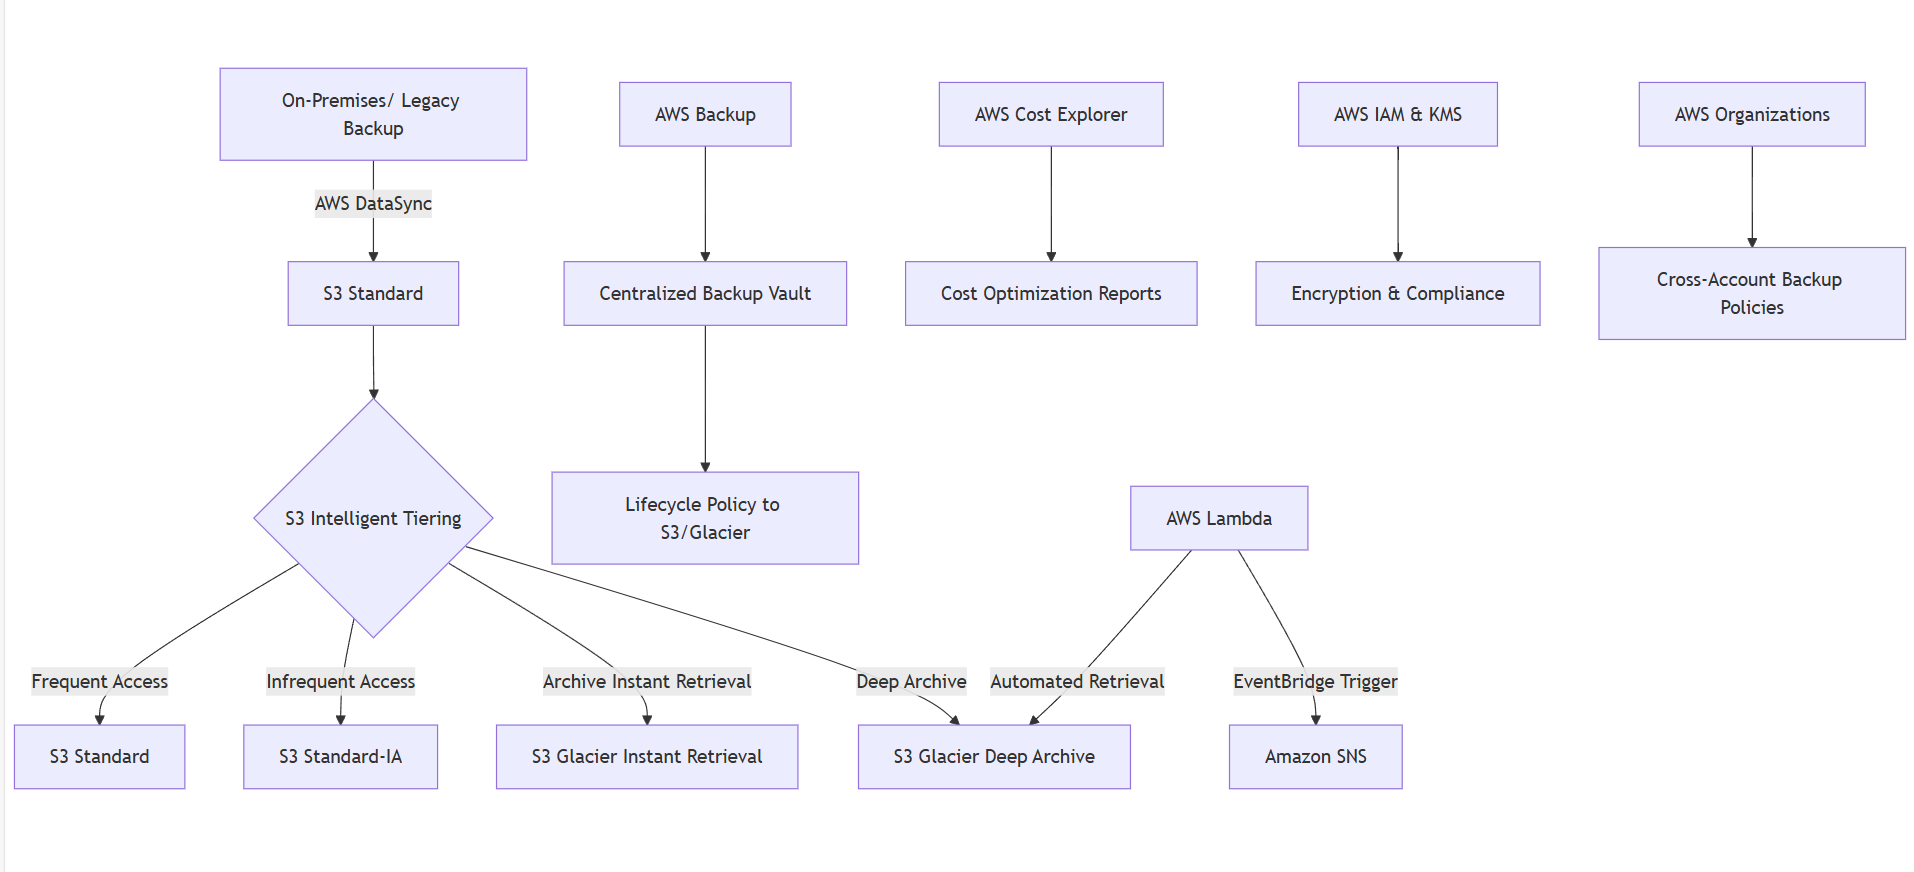 On-Premises/ Legacy
Backup
AWS Backup
AWS Cost Explorer
AWS IAM & KMS
AWS Organizations
AWS DataSync
S3 Standard
Centralized Backup Vault
Cost Optimization Reports
Encryption & Compliance
Cross-Account Backup
Policies
S3 Intelligent Tiering
Lifecycle Policy to
S3/Glacier
AWS Lambda
Frequent Access
Infrequent Access
Archive Instant Retrieval
Deep Archive
Automated Retrieval
EventBridge Trigger
S3 Standard
S3 Standard-IA
S3 Glacier Instant Retrieval
S3 Glacier Deep Archive
Amazon SNS